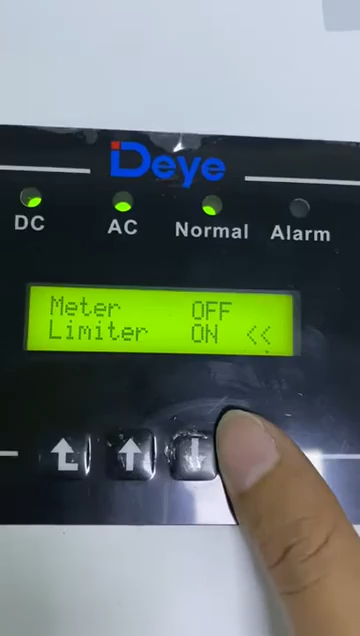 Deye
DC AC Normal Alarm
Meter OFF
Limiter ON <<